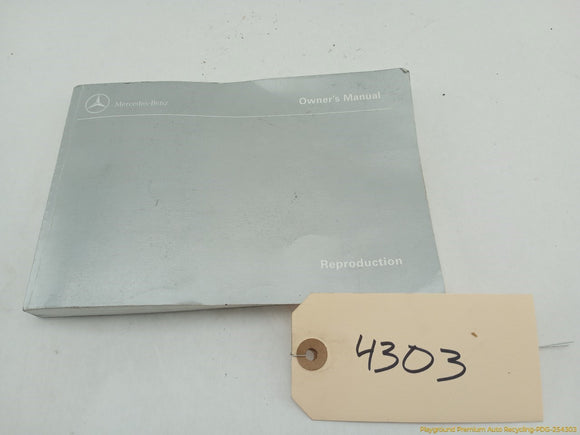 Mercedes-Benz
Owner's Manual
Reproduction
4303
Playground Premium Auto Recycling-PDG-254303